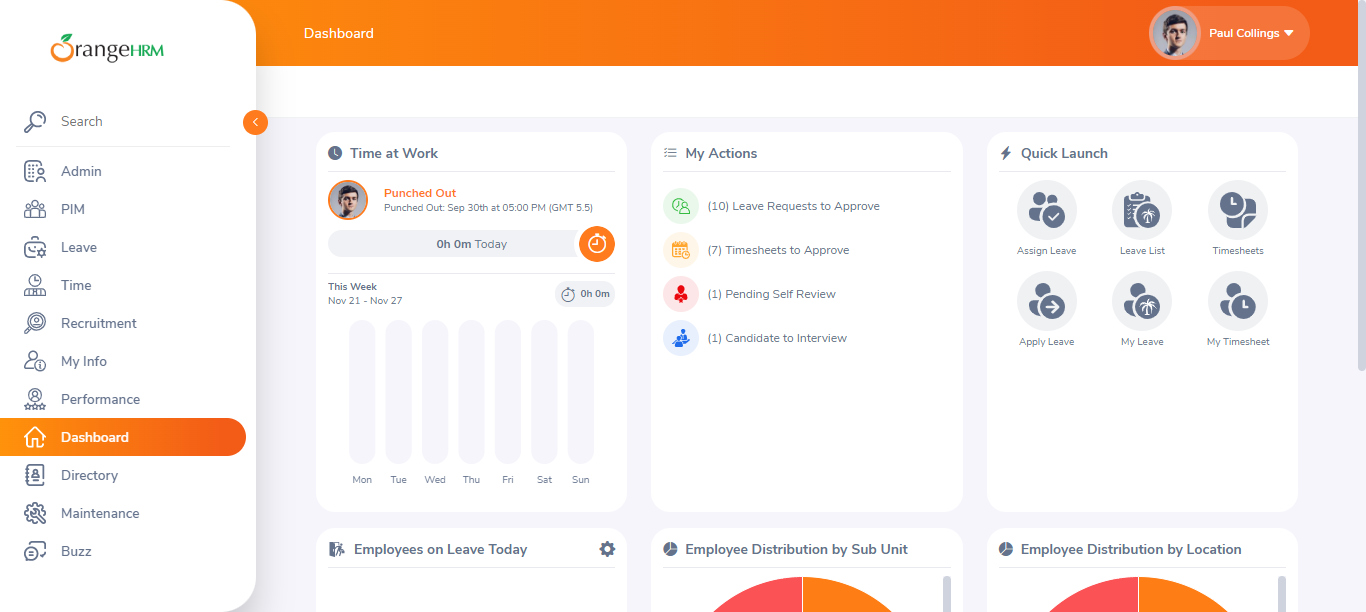 OrangeHRM
Search
Admin
PIM
Leave
Time
Recruitment
My Info
Performance
Dashboard
Directory
Maintenance
Buzz
Dashboard
Paul Collings
Time at Work
Punched Out
Punched Out: Sep 30th at 05:00 PM (GMT 5.5)
0h 0m Today
This Week
Nov 21 - Nov 27
0h 0m
Mon Tue Wed Thu Fri Sat Sun
My Actions
(10) Leave Requests to Approve
(7) Timesheets to Approve
(1) Pending Self Review
(1) Candidate to Interview
Quick Launch
Assign Leave Leave List Timesheets
Apply Leave My Leave My Timesheet
Employees on Leave Today
Employee Distribution by Sub Unit
Employee Distribution by Location